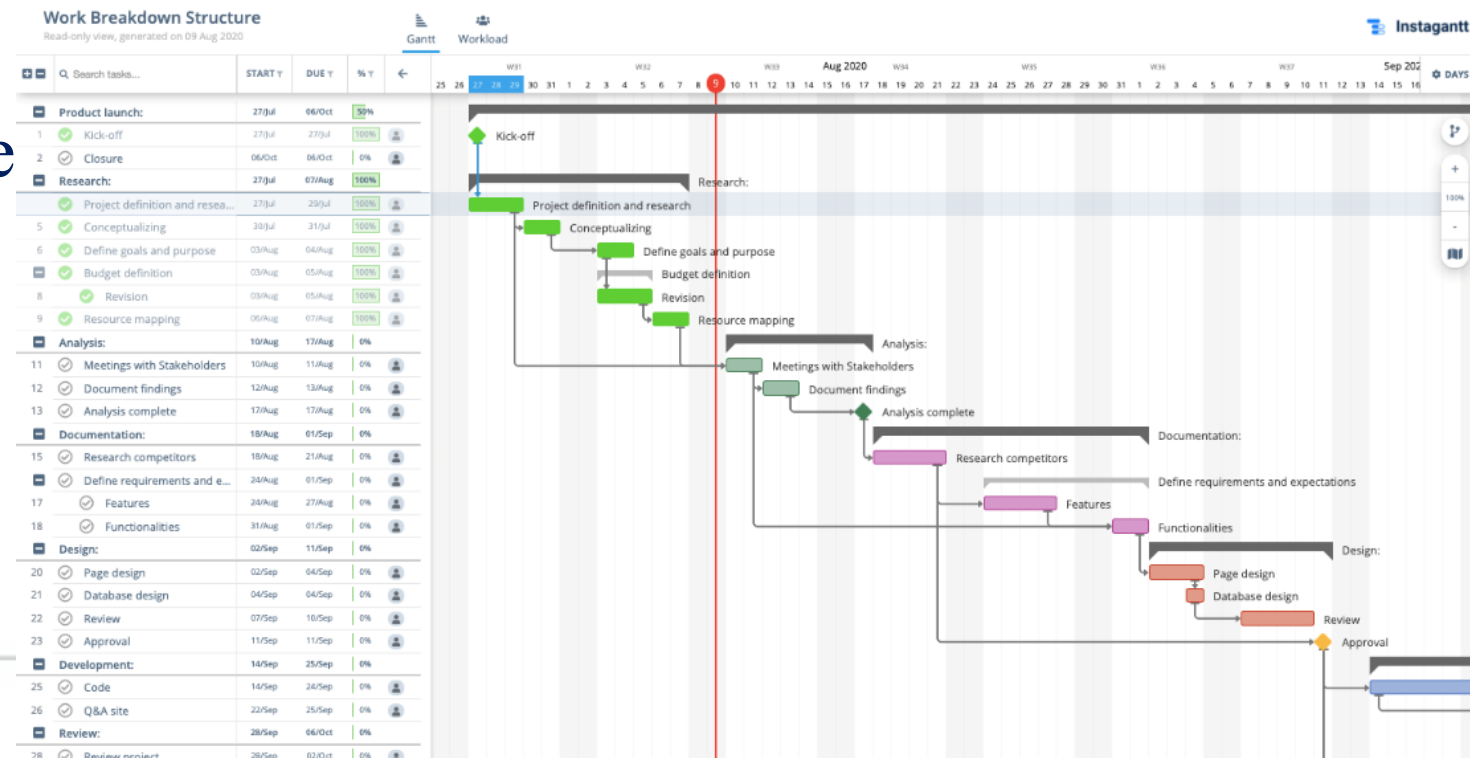 Work Breakdown Structure
Read-only view, generated on 09 Aug 2020
Gantt Workload
Instagantt
Search tasks... START DUE %
W31 W32 W33 Aug 2020 W34 W35 W36 W37 Sep 202
DAYS
25 26 27 28 29 30 31 1 2 3 4 5 6 7 8 9 10 11 12 13 14 15 16 17 18 19 20 21 22 23 24 25 26 27 28 29 30 31 1 2 3 4 5 6 7 8 9 10 11 12 13 14 15 16
e
Product launch: 27/Jul 06/Oct 50%
1 Kick-off 27/Jul 27/Jul 100% Kick-off
2 Closure 06/Oct 06/Oct 0%
Research: 27/Jul 07/Aug 100% Research:
Project definition and resea... 27/Jul 29/Jul 100% Project definition and research
100%
5 Conceptualizing 30/Jul 31/Jul 100% Conceptualizing
6 Define goals and purpose 03/Aug 04/Aug 100% Define goals and purpose
Budget definition 03/Aug 05/Aug 100% Budget definition
8 Revision 03/Aug 05/Aug 100% Revision
9 Resource mapping 06/Aug 07/Aug 100% Resource mapping
Analysis: 10/Aug 17/Aug 0% Analysis:
11 Meetings with Stakeholders 10/Aug 11/Aug 0% Meetings with Stakeholders
12 Document findings 12/Aug 13/Aug 0% Document findings
13 Analysis complete 17/Aug 17/Aug 0% Analysis complete
Documentation: 18/Aug 01/Sep 0% Documentation:
15 Research competitors 18/Aug 21/Aug 0% Research competitors
Define requirements and e... 24/Aug 01/Sep 0% Define requirements and expectations
17 Features 24/Aug 27/Aug 0% Features
18 Functionalities 31/Aug 01/Sep 0% Functionalities
Design: 02/Sep 11/Sep 0% Design:
20 Page design 02/Sep 04/Sep 0% Page design
21 Database design 04/Sep 04/Sep 0% Database design
22 Review 07/Sep 10/Sep 0% Review
23 Approval 11/Sep 11/Sep 0% Approval
Development: 14/Sep 25/Sep 0%
25 Code 14/Sep 24/Sep 0%
26 Q&A site 22/Sep 25/Sep 0%
Review: 28/Sep 06/Oct 0%
28 Review project 28/Sep 02/Oct 0%